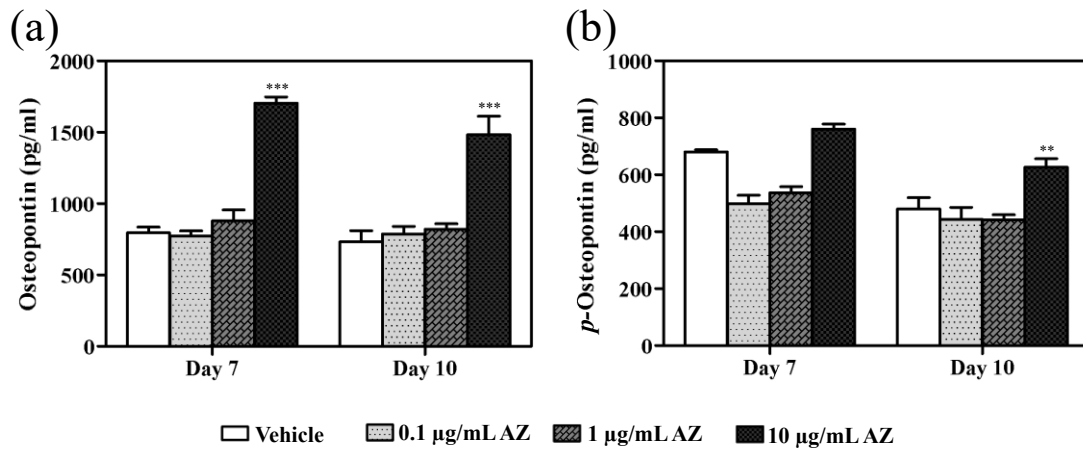 (a)
(b)
Osteopontin (pg/ml)
2000
1500
1000
500
0
***
***
Day 7
Day 10
p-Osteopontin (pg/ml)
1000
800
600
400
200
0
**
Day 7
Day 10
Vehicle
0.1 µg/mL AZ
1 µg/mL AZ
10 µg/mL AZ